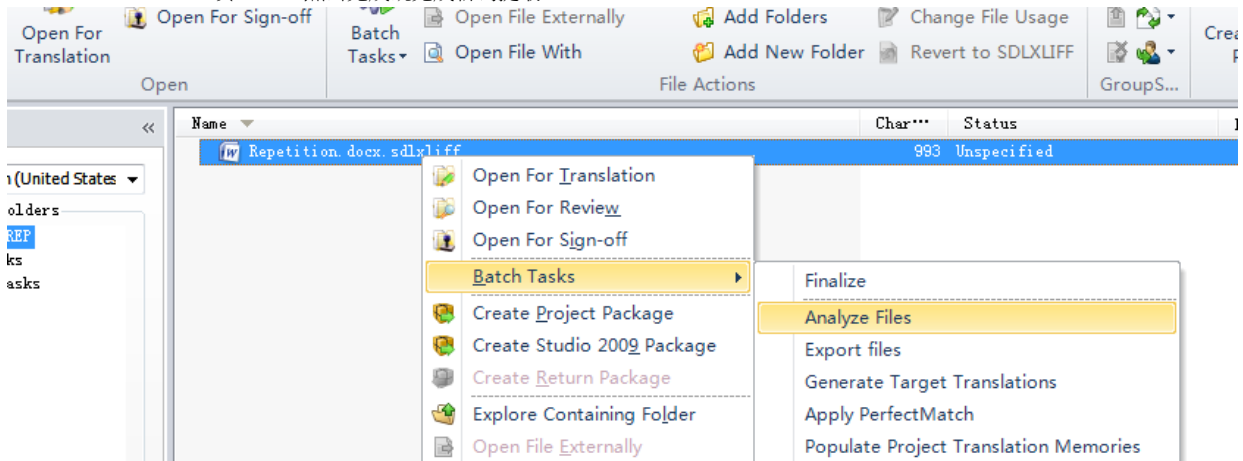 Open For Sign-off
Open File Externally
Add Folders
Change File Usage
Open For
Translation
Batch
Tasks
Open File With
Add New Folder
Revert to SDLXLIFF
Open
File Actions
GroupS...
Name
Char...
Status
Repetition.docx.sdlxliff
993
Unspecified
(United States
olders
REP
ks
asks
Open For Translation
Open For Review
Open For Sign-off
Batch Tasks
Create Project Package
Create Studio 2009 Package
Create Return Package
Explore Containing Folder
Open File Externally
Finalize
Analyze Files
Export files
Generate Target Translations
Apply PerfectMatch
Populate Project Translation Memories